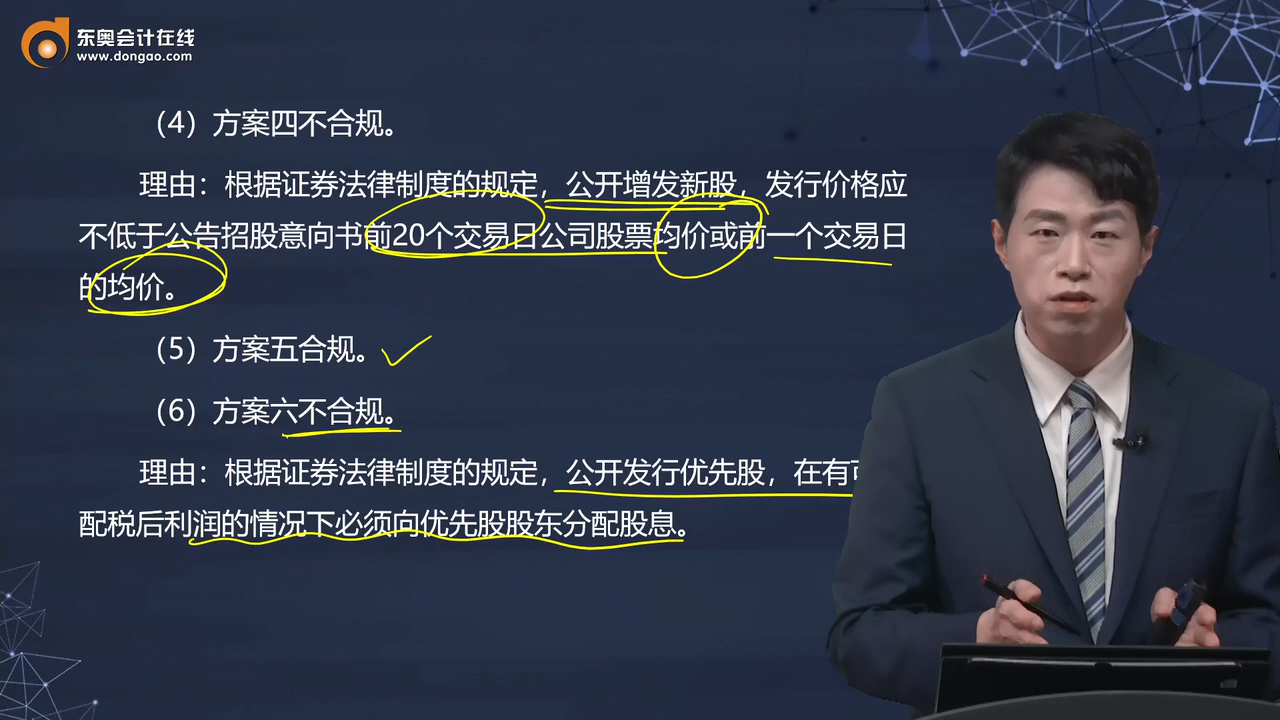 东奥会计在线
www.dongao.com
（4）方案四不合规。
理由：根据证券法律制度的规定，公开增发新股，发行价格应
不低于公告招股意向书前20个交易日公司股票均价或前一个交易日
的均价。
（5）方案五合规。
（6）方案六不合规。
理由：根据证券法律制度的规定，公开发行优先股，在有
配税后利润的情况下必须向优先股股东分配股息。